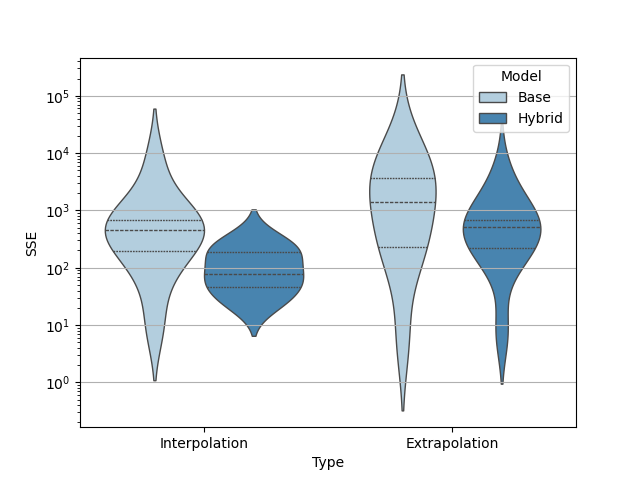 SSE
10^5
10^4
10^3
10^2
10^1
10^0
Model
Base
Hybrid
Interpolation
Extrapolation
Type